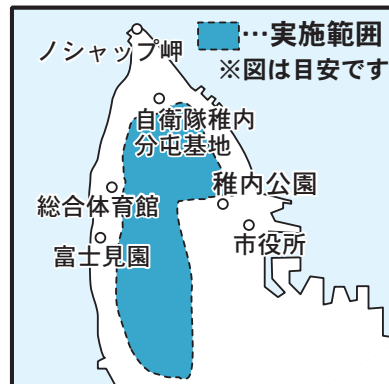 ノシャップ岬
…実施範囲
※図は目安です
自衛隊稚内
分屯基地
稚内公園
総合体育館
市役所
富士見園